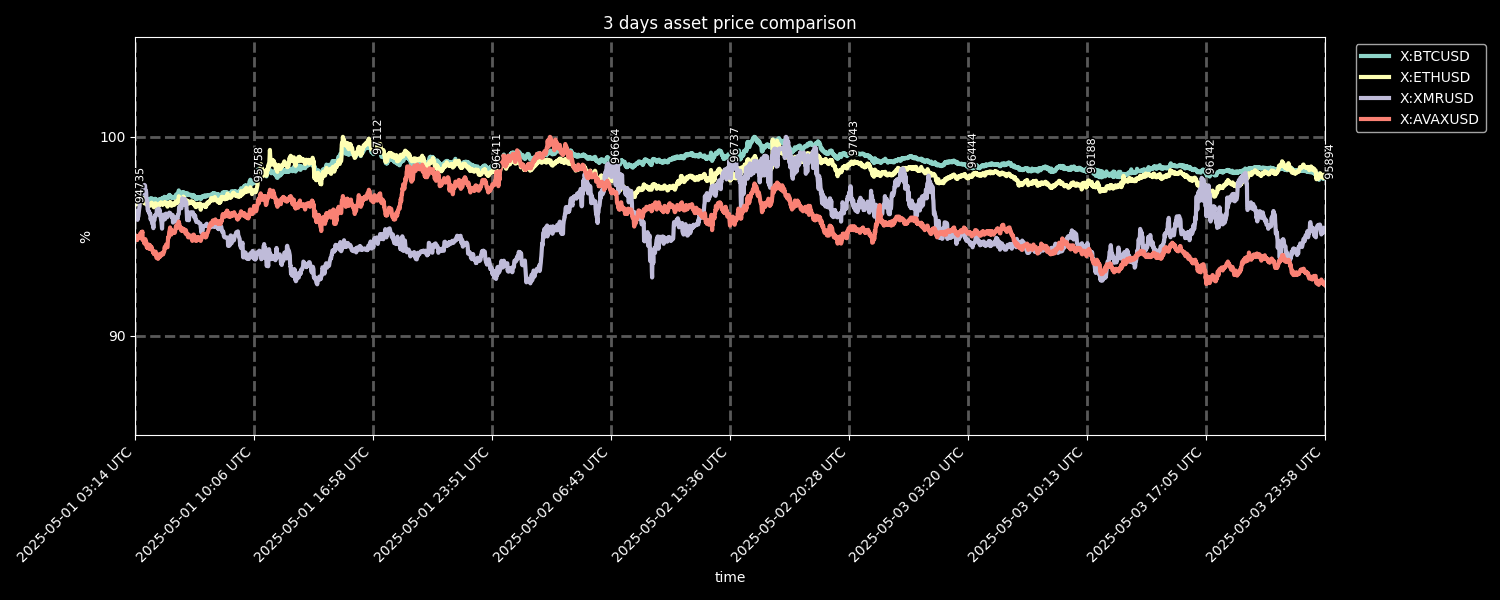 3 days asset price comparison
X:BTCUSD
X:ETHUSD
X:XMRUSD
X:AVAXUSD
%
100
90
94735
95758
97112
96411
96664
96737
97043
96444
96188
96142
95894
2025-05-01 03:14 UTC
2025-05-01 10:06 UTC
2025-05-01 16:58 UTC
2025-05-01 23:51 UTC
2025-05-02 06:43 UTC
2025-05-02 13:36 UTC
2025-05-02 20:28 UTC
2025-05-03 03:20 UTC
2025-05-03 10:13 UTC
2025-05-03 17:05 UTC
2025-05-03 23:58 UTC
time